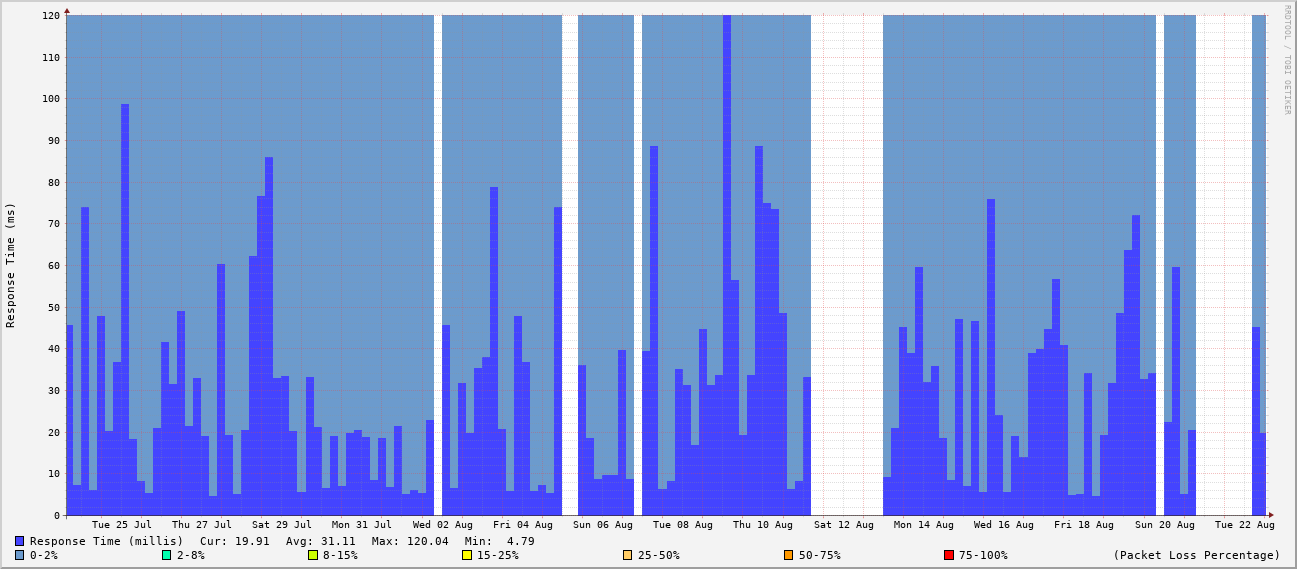 RRDTOOL / TOBI OETIKER
Response Time (ms)
120
110
100
90
80
70
60
50
40
30
20
10
0
Tue 25 Jul Thu 27 Jul Sat 29 Jul Mon 31 Jul Wed 02 Aug Fri 04 Aug Sun 06 Aug Tue 08 Aug Thu 10 Aug Sat 12 Aug Mon 14 Aug Wed 16 Aug Fri 18 Aug Sun 20 Aug Tue 22 Aug
Response Time (millis) Cur: 19.91 Avg: 31.11 Max: 120.04 Min: 4.79
0-2% 2-8% 8-15% 15-25% 25-50% 50-75% 75-100% (Packet Loss Percentage)